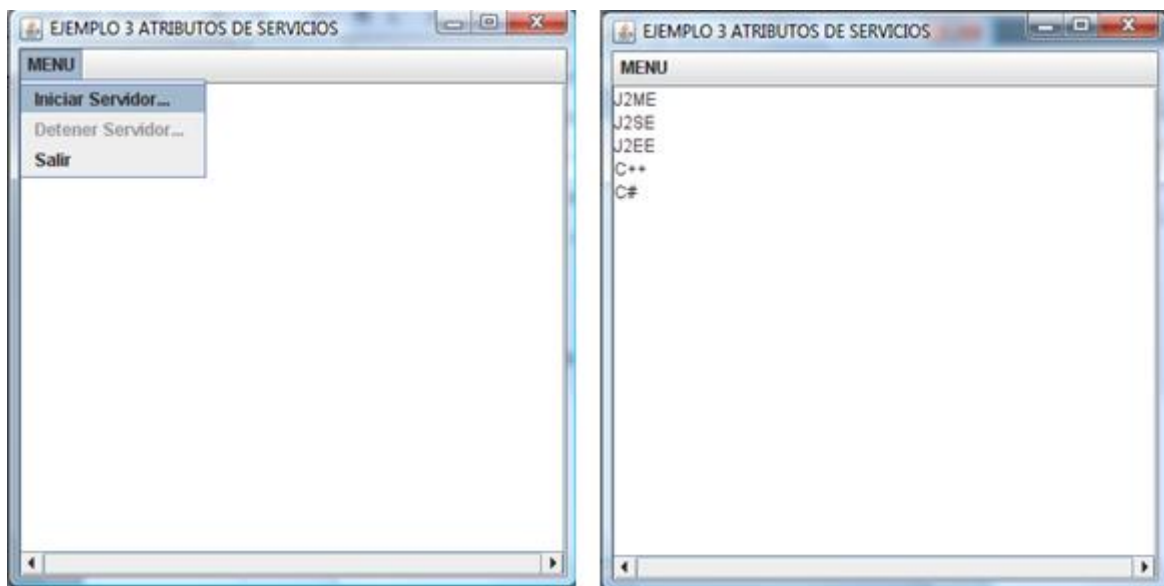 EJEMPLO 3 ATRIBUTOS DE SERVICIOS
MENU
Iniciar Servidor...
Detener Servidor...
Salir
EJEMPLO 3 ATRIBUTOS DE SERVICIOS
MENU
J2ME
J2SE
J2EE
C++
C#